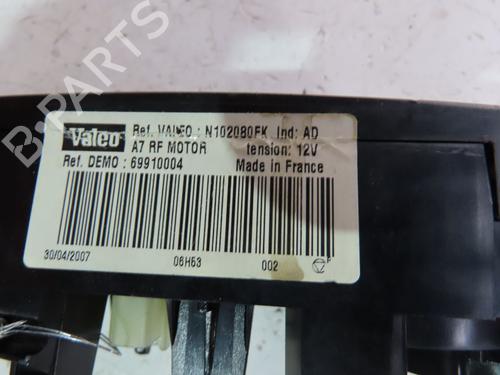 Valeo
Ref. VALEO : N102080FK Ind: AD
A7 RF MOTOR tension: 12V
Ref. DEMO : 69910004 Made in France
30/04/2007 06H53 002
B-PARTS